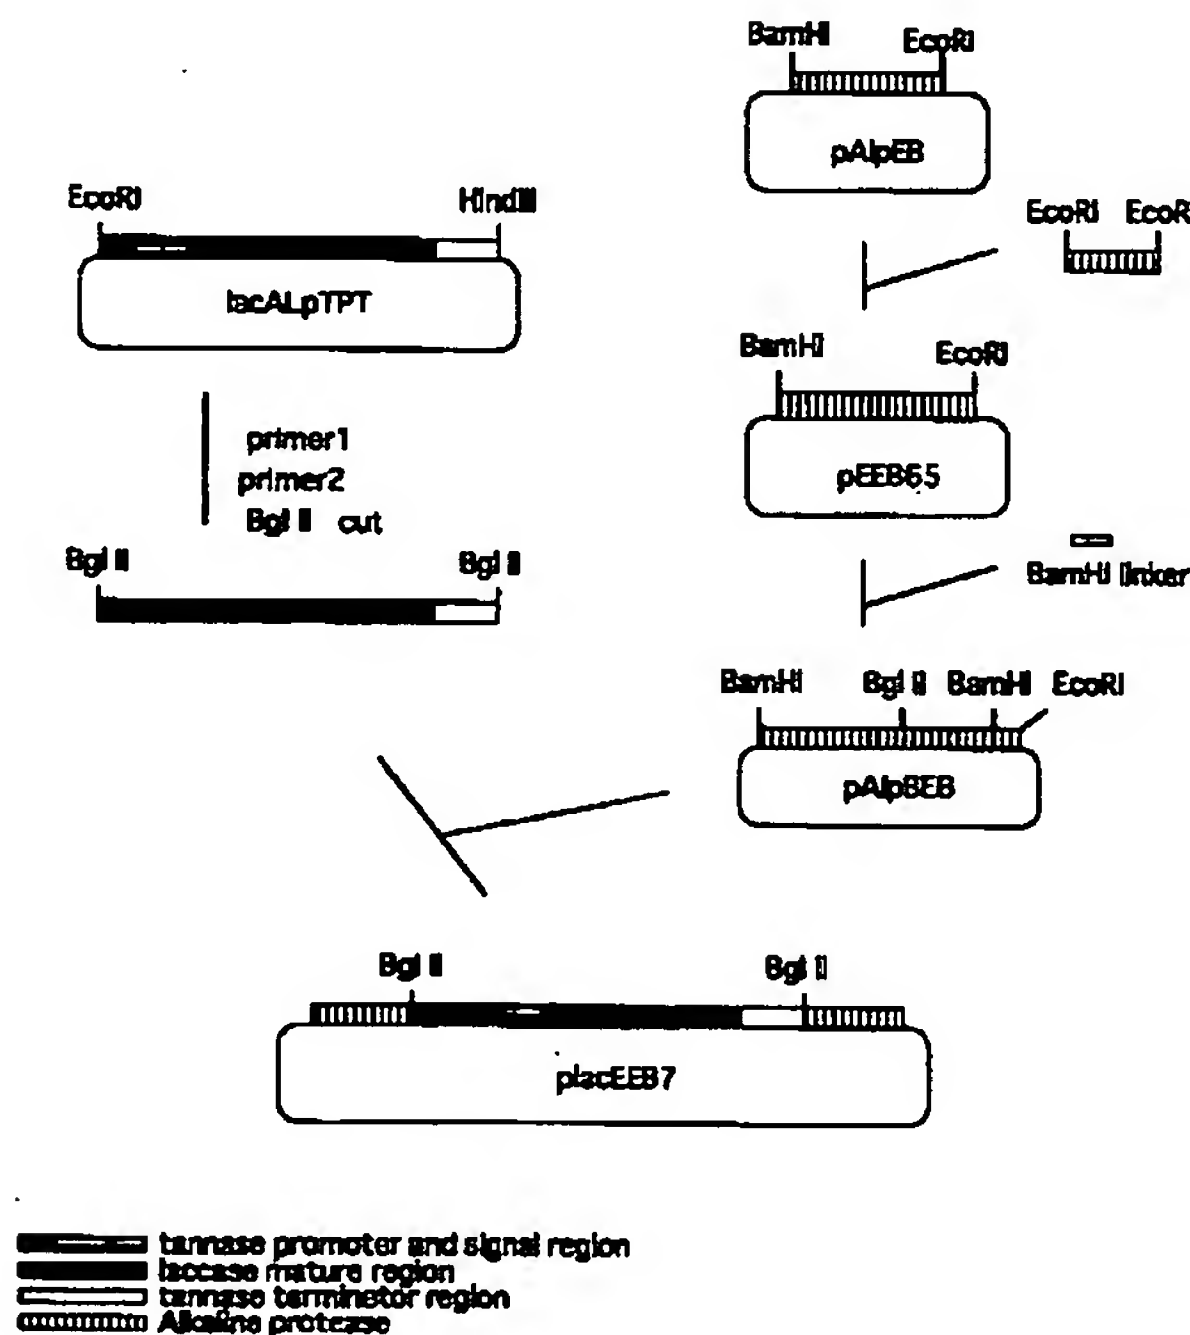 BamHI EcoRI
pAlpEB
EcoRI HindIII
EcoRI EcoRI
lacALpTPT
BamHI EcoRI
primer1
primer2
Bgl II cut
pEEB65
Bgl II Bgl II
BamHI linker
BamHI Bgl II BamHI EcoRI
pAlpBEB
Bgl II Bgl II
placEEB7
tannase promoter and signal region
laccase mature region
tannase terminator region
Alkaline protease